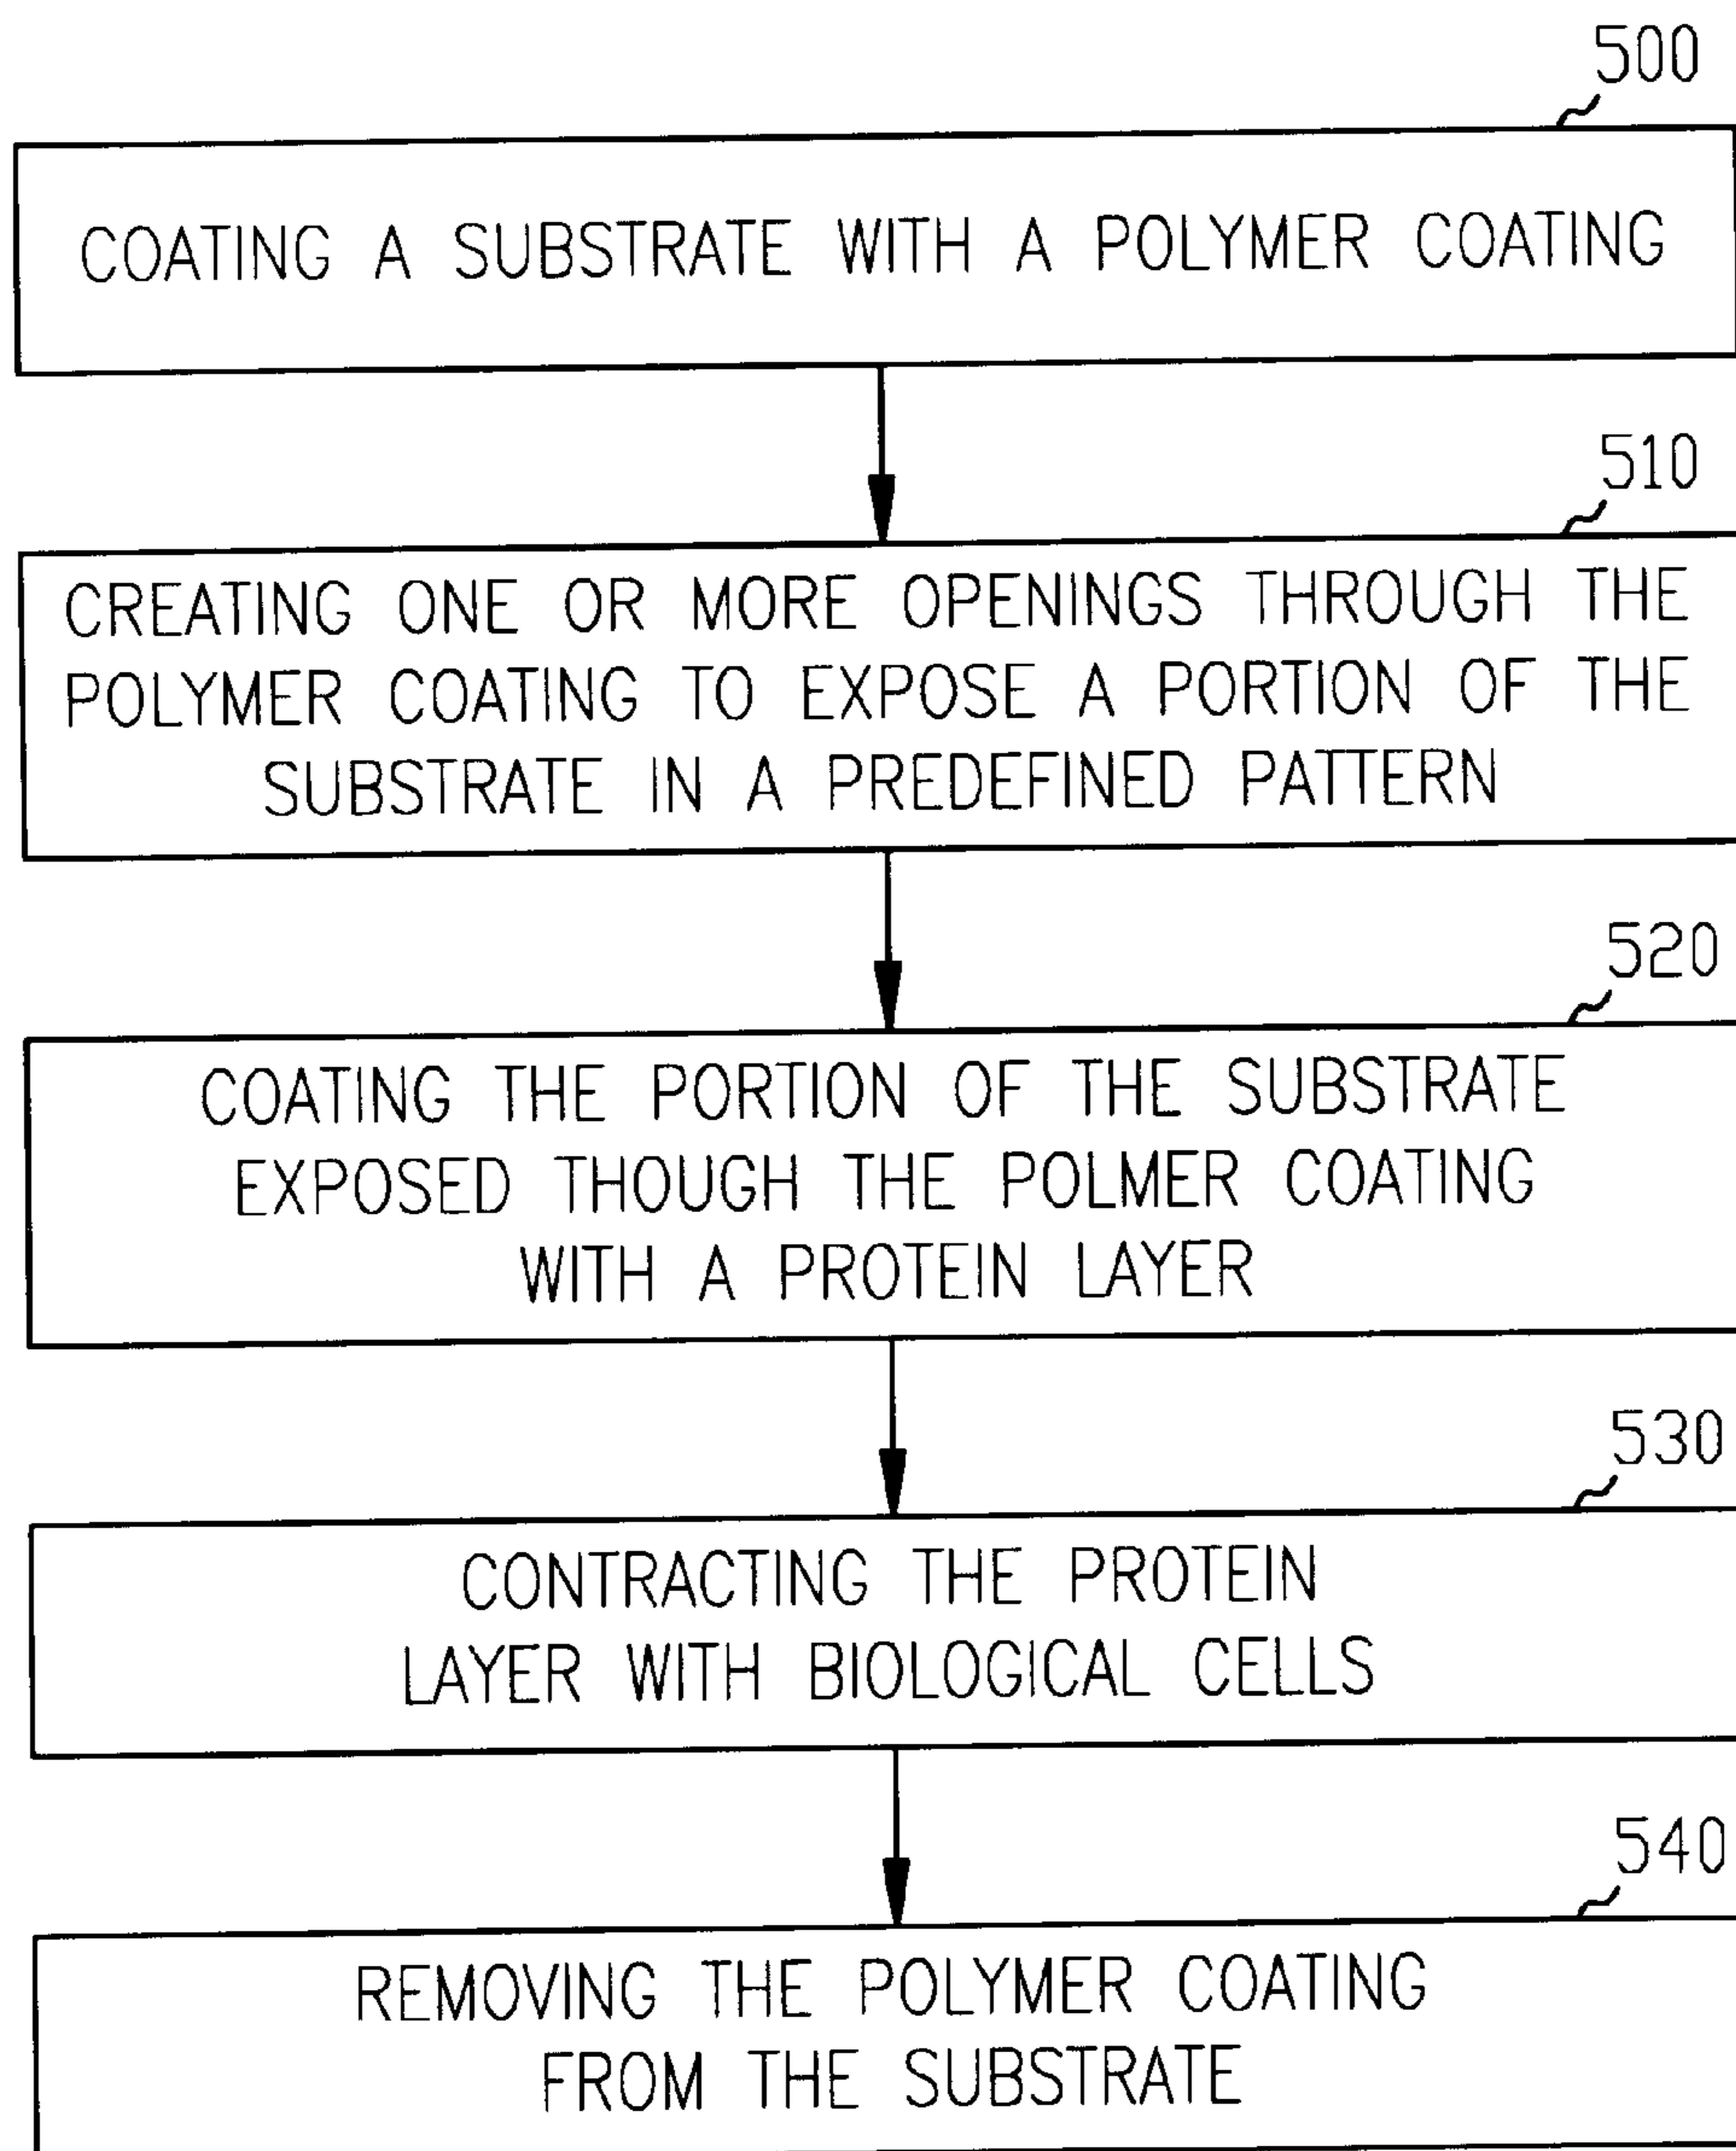 500
COATING A SUBSTRATE WITH A POLYMER COATING
510
CREATING ONE OR MORE OPENINGS THROUGH THE
POLYMER COATING TO EXPOSE A PORTION OF THE
SUBSTRATE IN A PREDEFINED PATTERN
520
COATING THE PORTION OF THE SUBSTRATE
EXPOSED THOUGH THE POLMER COATING
WITH A PROTEIN LAYER
530
CONTRACTING THE PROTEIN
LAYER WITH BIOLOGICAL CELLS
540
REMOVING THE POLYMER COATING
FROM THE SUBSTRATE